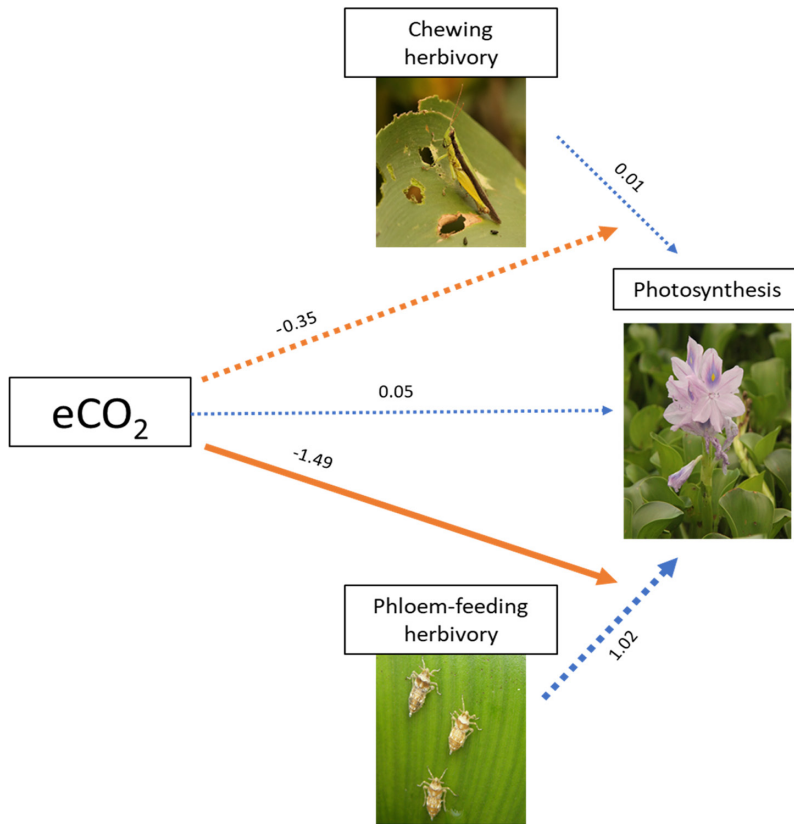 Chewing
herbivory
0.01
Photosynthesis
-0.35
eCO₂
0.05
-1.49
Phloem-feeding
herbivory
1.02